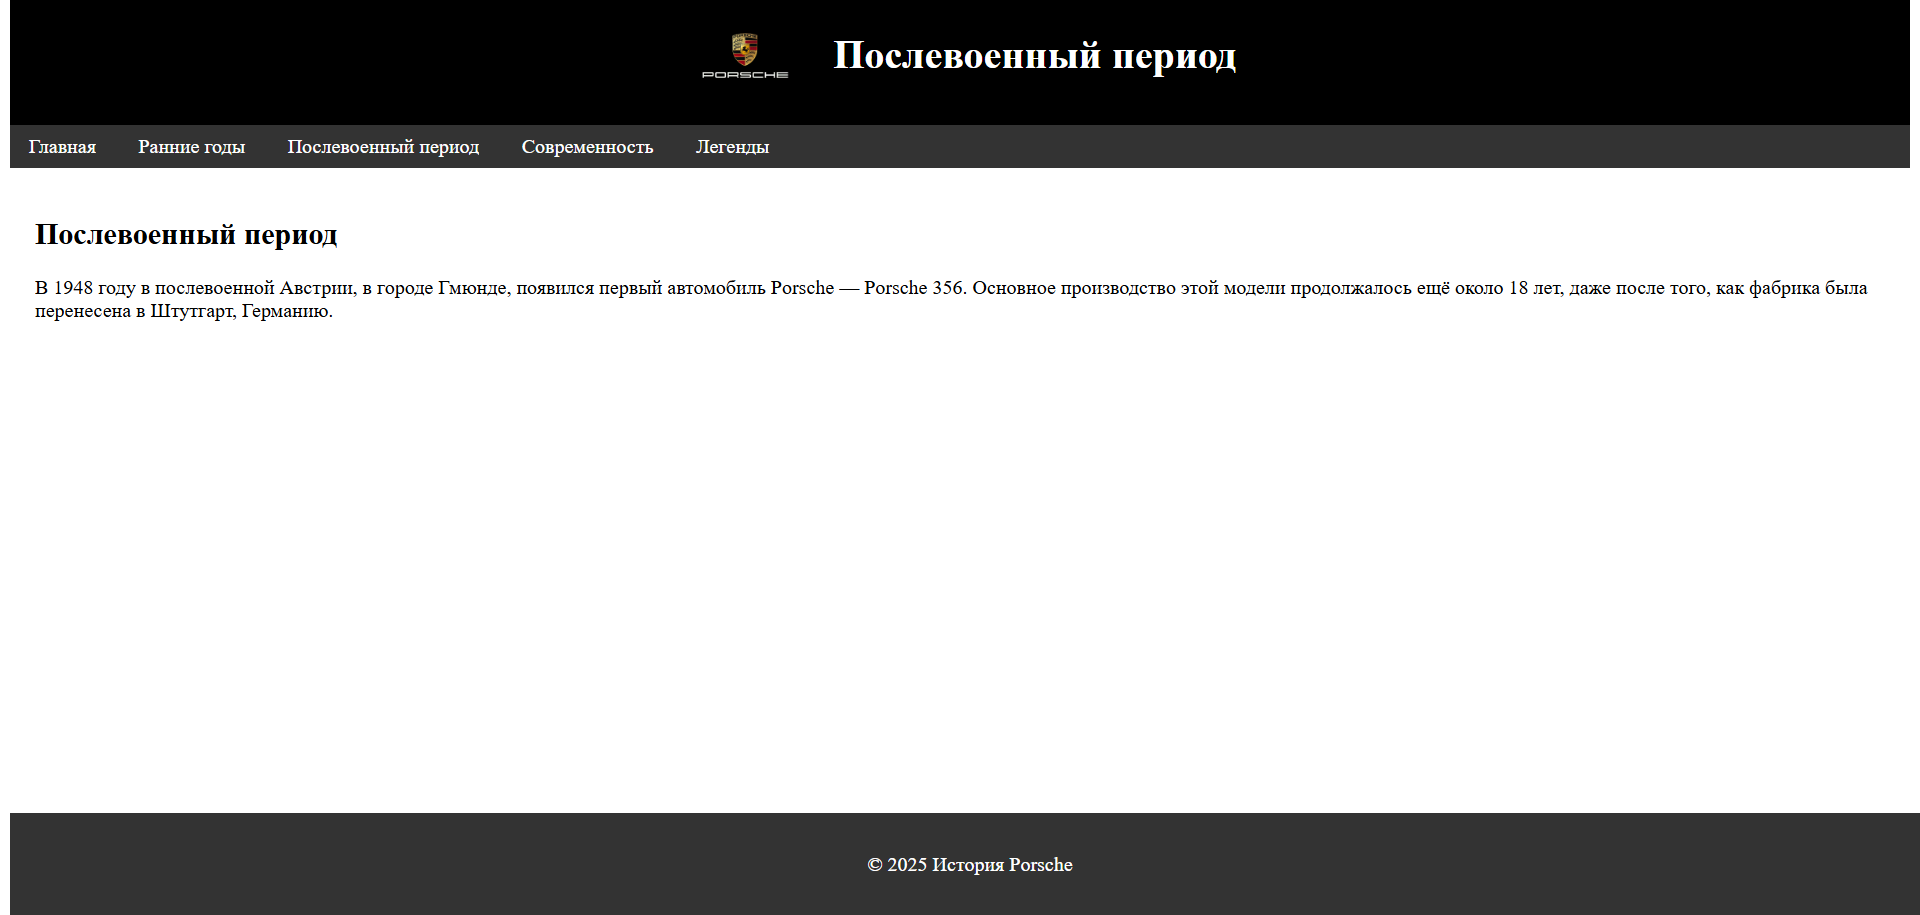 PORSCHE
Послевоенный период
Главная Ранние годы Послевоенный период Современность Легенды
Послевоенный период
В 1948 году в послевоенной Австрии, в городе Гмюнде, появился первый автомобиль Porsche — Porsche 356. Основное производство этой модели продолжалось ещё около 18 лет, даже после того, как фабрика была
перенесена в Штутгарт, Германию.
© 2025 История Porsche